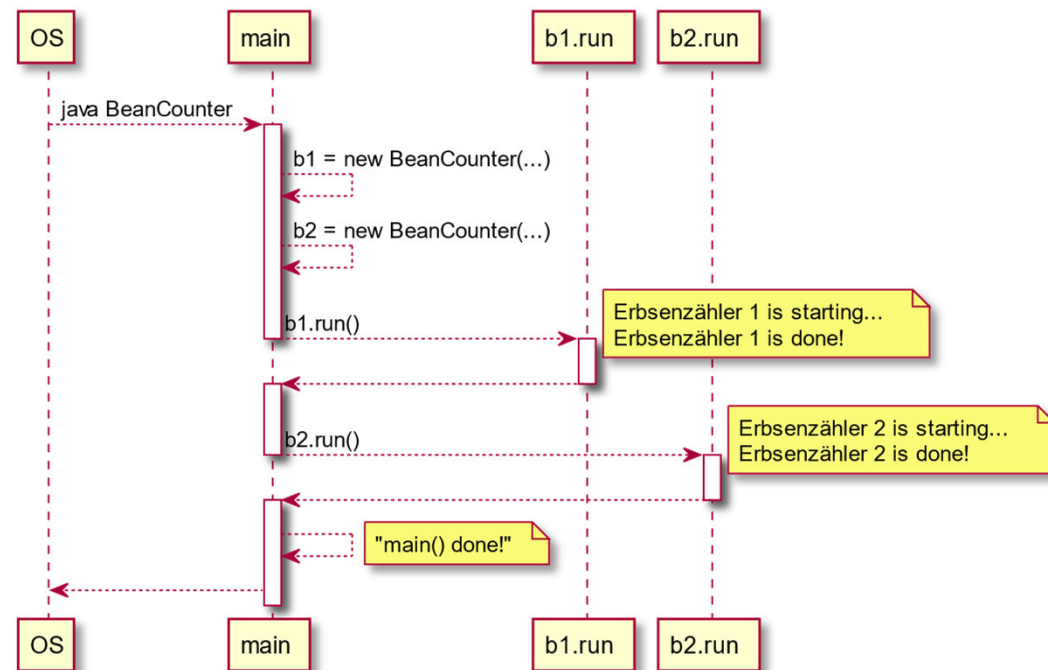 OS
main
b1.run
b2.run
java BeanCounter
b1 = new BeanCounter(...)
b2 = new BeanCounter(...)
b1.run()
Erbsenzähler 1 is starting...
Erbsenzähler 1 is done!
b2.run()
Erbsenzähler 2 is starting...
Erbsenzähler 2 is done!
"main() done!"
OS
main
b1.run
b2.run